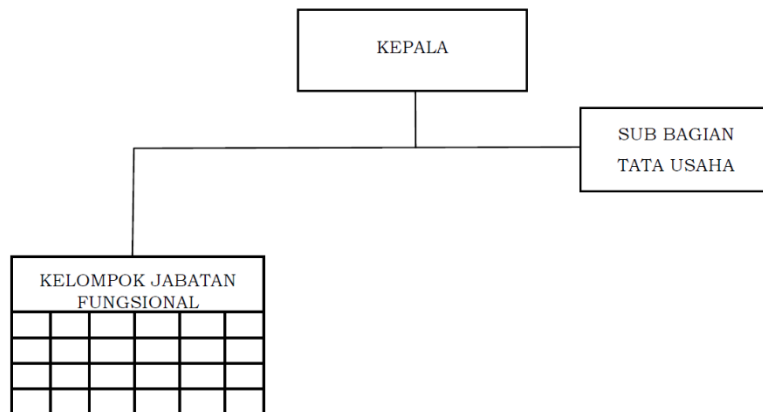 KEPALA
SUB BAGIAN
TATA USAHA
KELOMPOK JABATAN
FUNGSIONAL